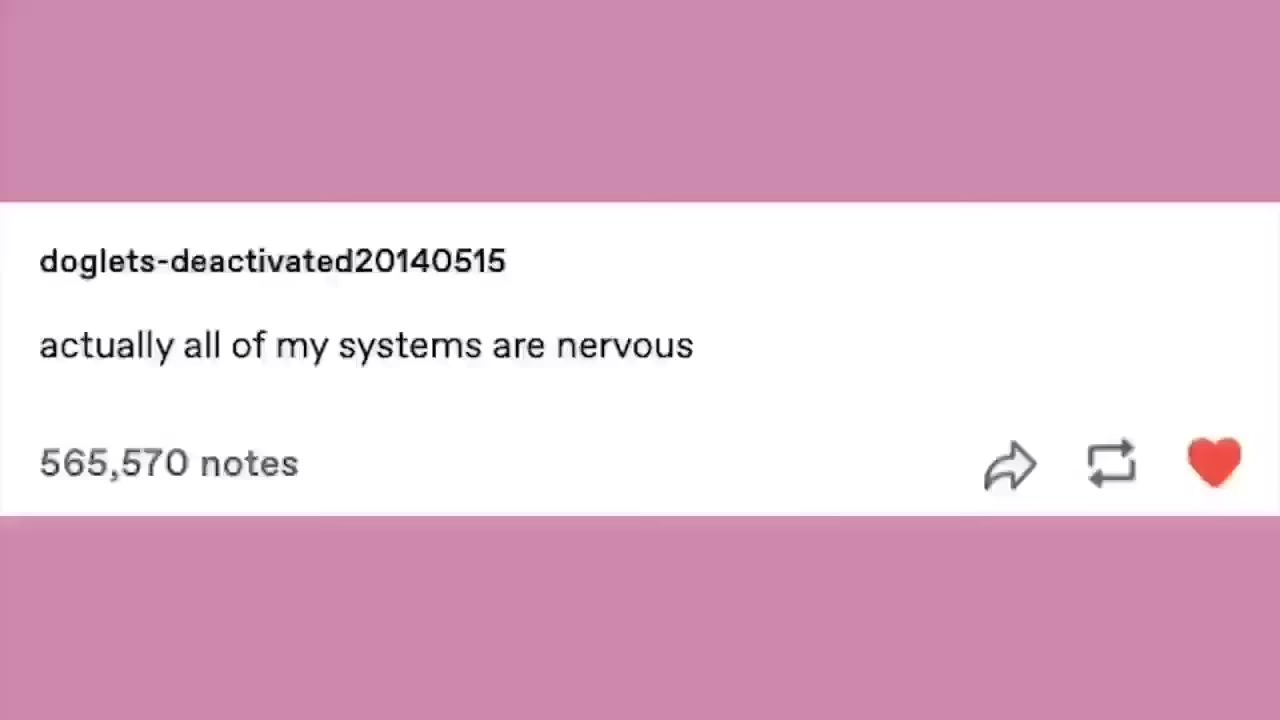 doglets-deactivated20140515
actually all of my systems are nervous
565,570 notes